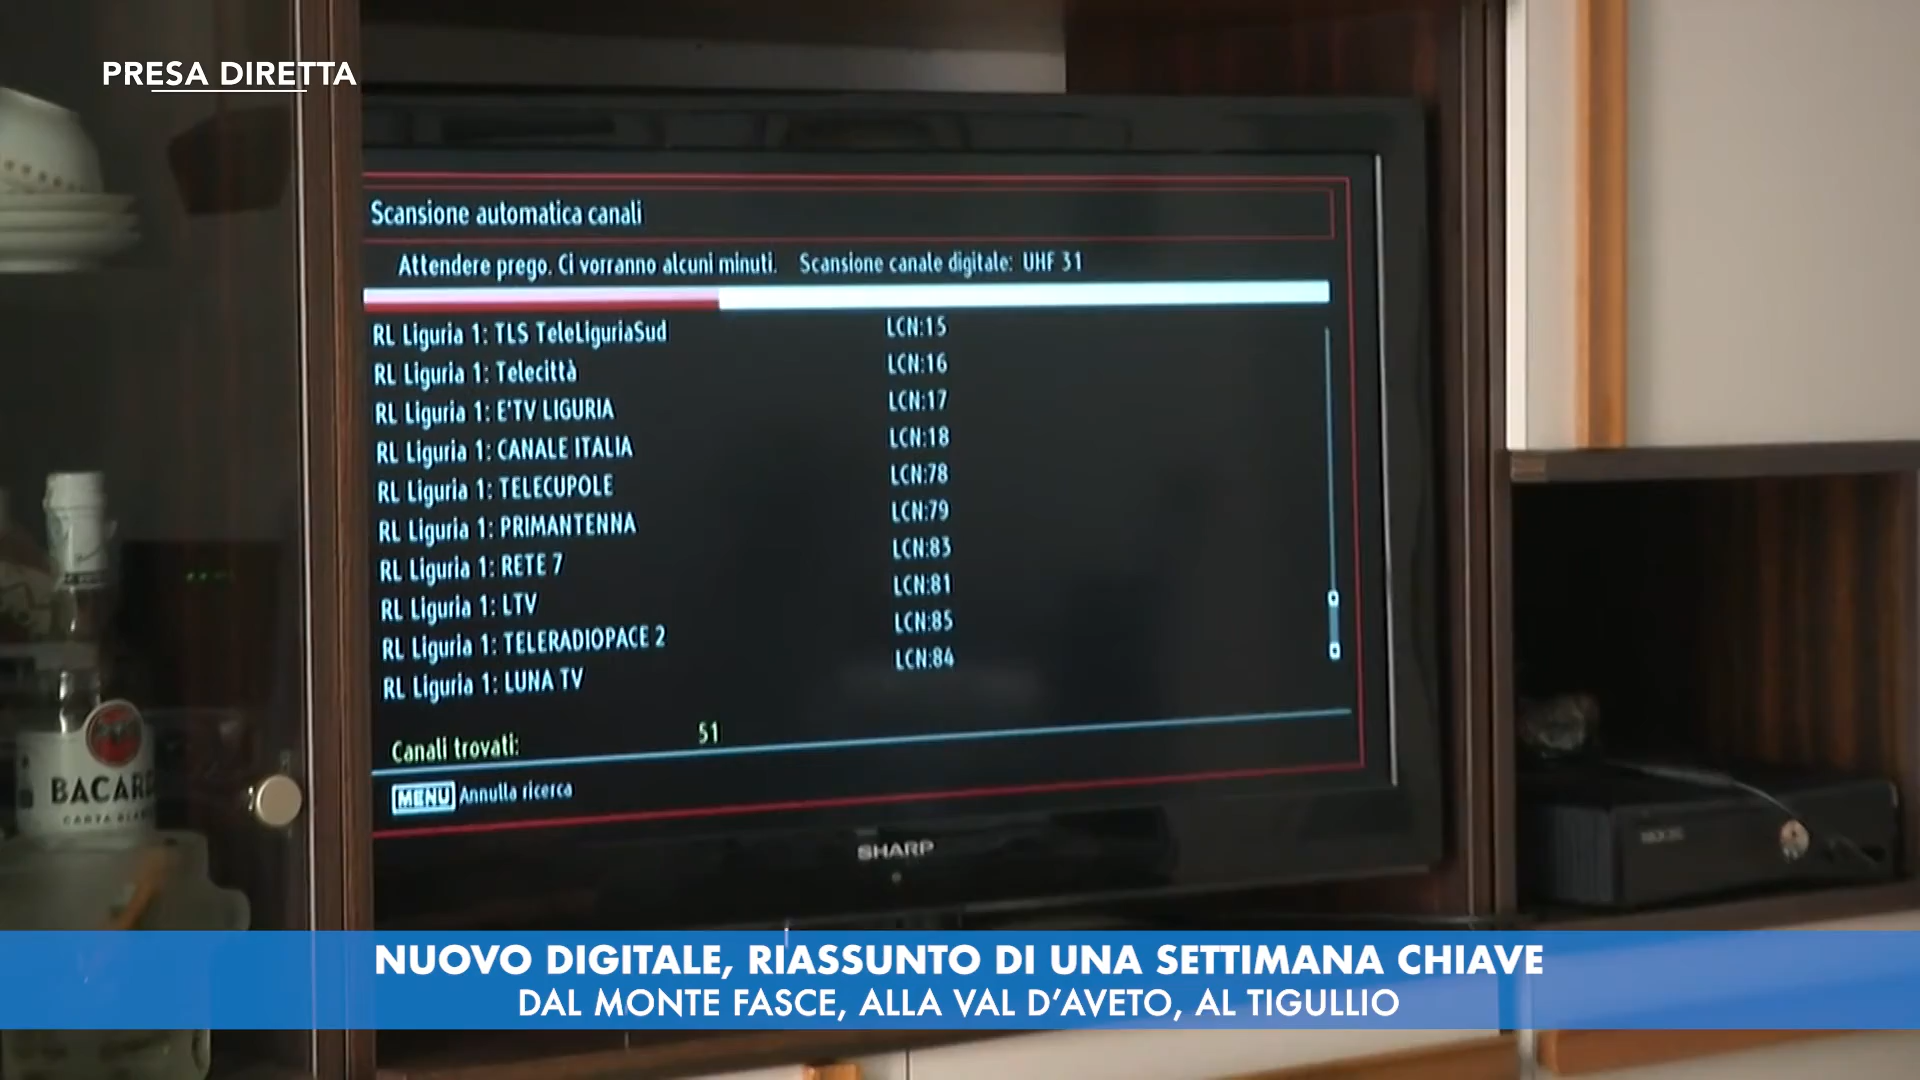 PRESA DIRETTA
Scansione automatica canali
Attendere prego. Ci vorranno alcuni minuti. Scansione canale digitale: UHF 31
RL Liguria 1: TLS TeleLiguriaSud LCN:15
RL Liguria 1: Telecittà LCN:16
RL Liguria 1: E'TV LIGURIA LCN:17
RL Liguria 1: CANALE ITALIA LCN:18
RL Liguria 1: TELECUPOLE LCN:78
RL Liguria 1: PRIMANTENNA LCN:79
RL Liguria 1: RETE 7 LCN:83
RL Liguria 1: LTV LCN:81
RL Liguria 1: TELERADIOPACE 2 LCN:85
RL Liguria 1: LUNA TV LCN:84
Canali trovati: 51
MENU Annulla ricerca
SHARP
BACARD
NUOVO DIGITALE, RIASSUNTO DI UNA SETTIMANA CHIAVE
DAL MONTE FASCE, ALLA VAL D'AVETO, AL TIGULLIO